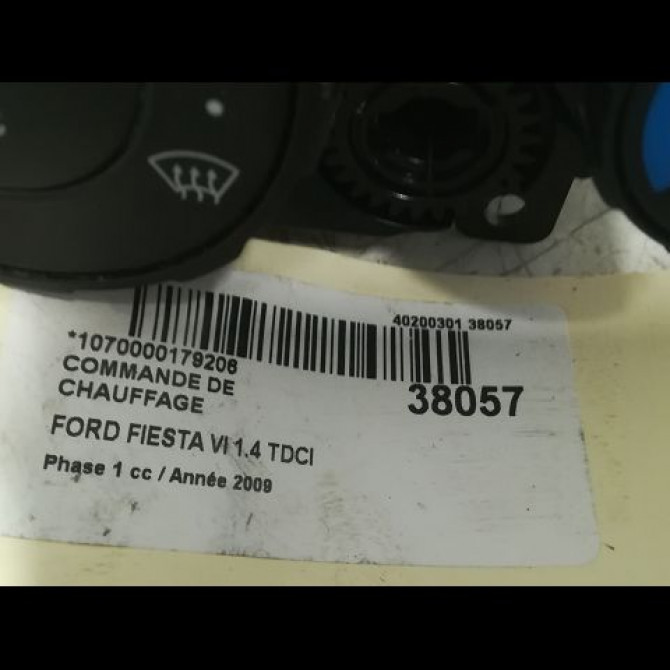 40200301 38057
*1070000179206
COMMANDE DE
CHAUFFAGE
38057
FORD FIESTA VI 1.4 TDCI
Phase 1 cc / Année 2009